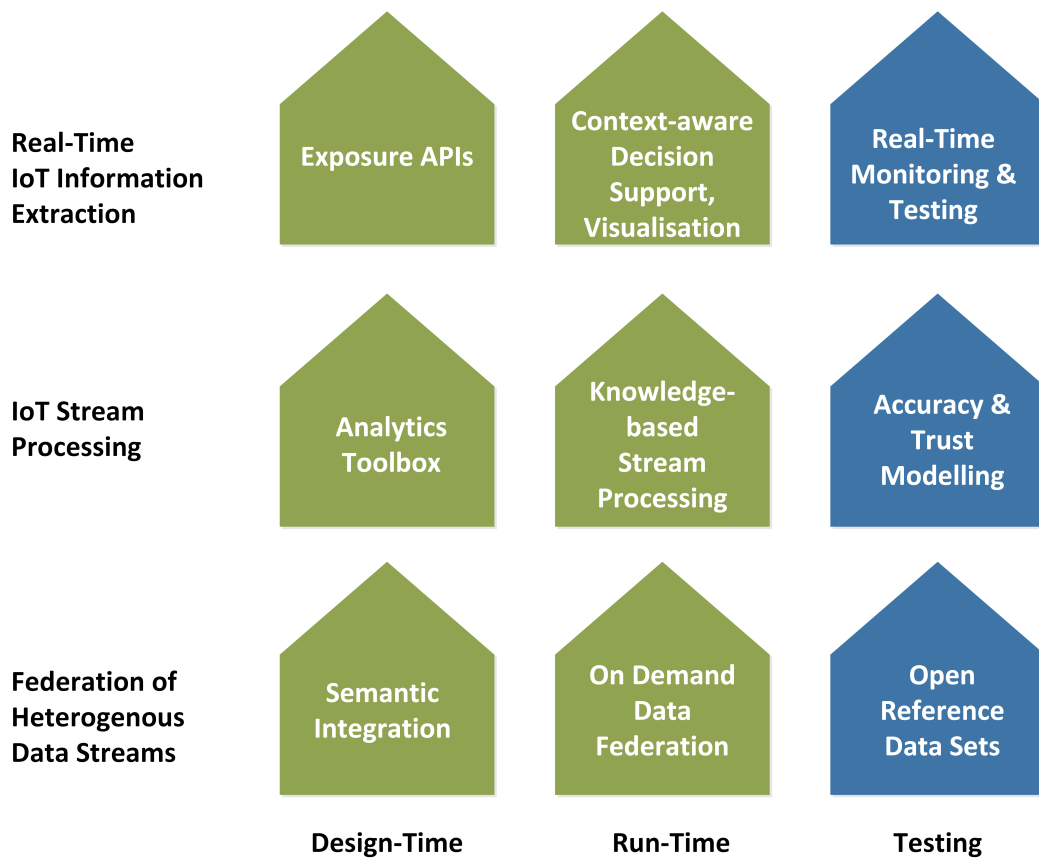 Real-Time
IoT Information
Extraction
Exposure APIs
Context-aware
Decision
Support,
Visualisation
Real-Time
Monitoring &
Testing
IoT Stream
Processing
Analytics
Toolbox
Knowledge-
based
Stream
Processing
Accuracy &
Trust
Modelling
Federation of
Heterogenous
Data Streams
Semantic
Integration
On Demand
Data
Federation
Open
Reference
Data Sets
Design-Time
Run-Time
Testing